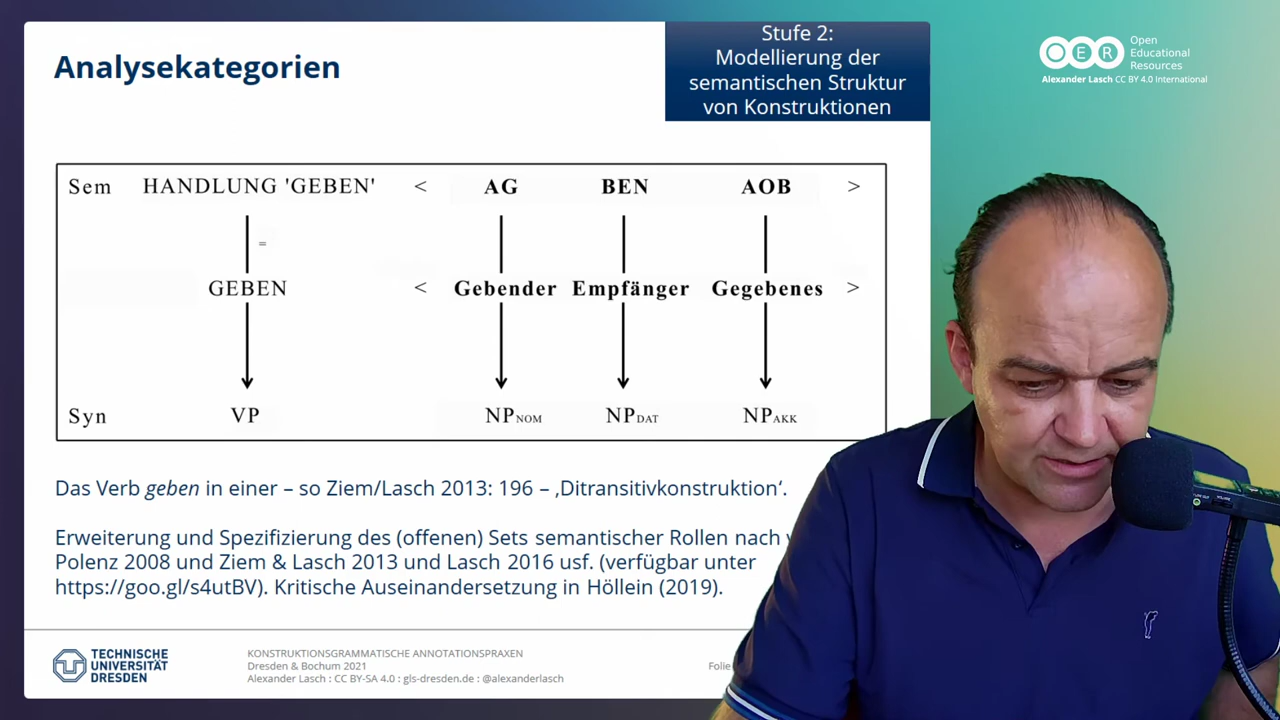 Analysekategorien
Stufe 2:
Modellierung der
semantischen Struktur
von Konstruktionen
OER
Open
Educational
Resources
Alexander Lasch CC BY 4.0 International
Sem HANDLUNG 'GEBEN' < AG BEN AOB >
=
GEBEN < Gebender Empfänger Gegebenes >
Syn VP NPNOM NPDAT NPAKK
Das Verb geben in einer – so Ziem/Lasch 2013: 196 – ‚Ditransitivkonstruktion‘.
Erweiterung und Spezifizierung des (offenen) Sets semantischer Rollen nach
Polenz 2008 und Ziem & Lasch 2013 und Lasch 2016 usf. (verfügbar unter
https://goo.gl/s4utBV). Kritische Auseinandersetzung in Höllein (2019).
TECHNISCHE
UNIVERSITÄT
DRESDEN
KONSTRUKTIONSGRAMMATISCHE ANNOTATIONSPRAXEN
Dresden & Bochum 2021
Alexander Lasch : CC BY-SA 4.0 : gls-dresden.de : @alexanderlasch
Folie